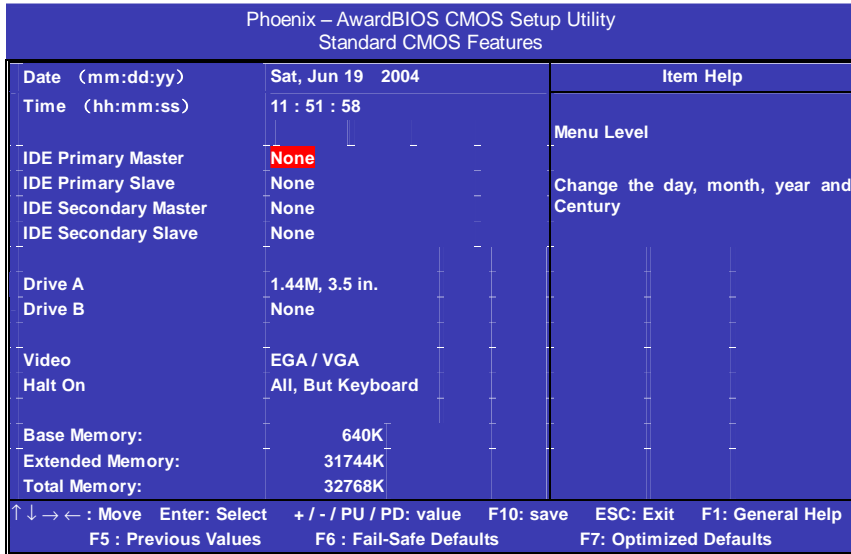 Phoenix – AwardBIOS CMOS Setup Utility
Standard CMOS Features
Date （mm:dd:yy） Sat, Jun 19 2004 Item Help
Time （hh:mm:ss） 11 : 51 : 58
Menu Level
IDE Primary Master None
IDE Primary Slave None Change the day, month, year and
IDE Secondary Master None Century
IDE Secondary Slave None
Drive A 1.44M, 3.5 in.
Drive B None
Video EGA / VGA
Halt On All, But Keyboard
Base Memory: 640K
Extended Memory: 31744K
Total Memory: 32768K
↑↓→← : Move Enter: Select + / - / PU / PD: value F10: save ESC: Exit F1: General Help
F5 : Previous Values F6 : Fail-Safe Defaults F7: Optimized Defaults